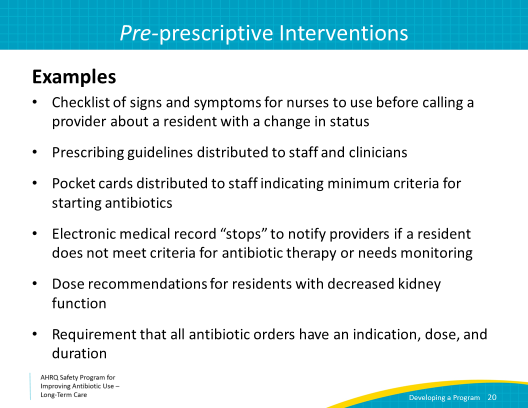 Pre-prescriptive Interventions
Examples
• Checklist of signs and symptoms for nurses to use before calling a
provider about a resident with a change in status
• Prescribing guidelines distributed to staff and clinicians
• Pocket cards distributed to staff indicating minimum criteria for
starting antibiotics
• Electronic medical record “stops” to notify providers if a resident
does not meet criteria for antibiotic therapy or needs monitoring
• Dose recommendations for residents with decreased kidney
function
• Requirement that all antibiotic orders have an indication, dose, and
duration
AHRQ Safety Program for
Improving Antibiotic Use –
Long-Term Care
Developing a Program 20